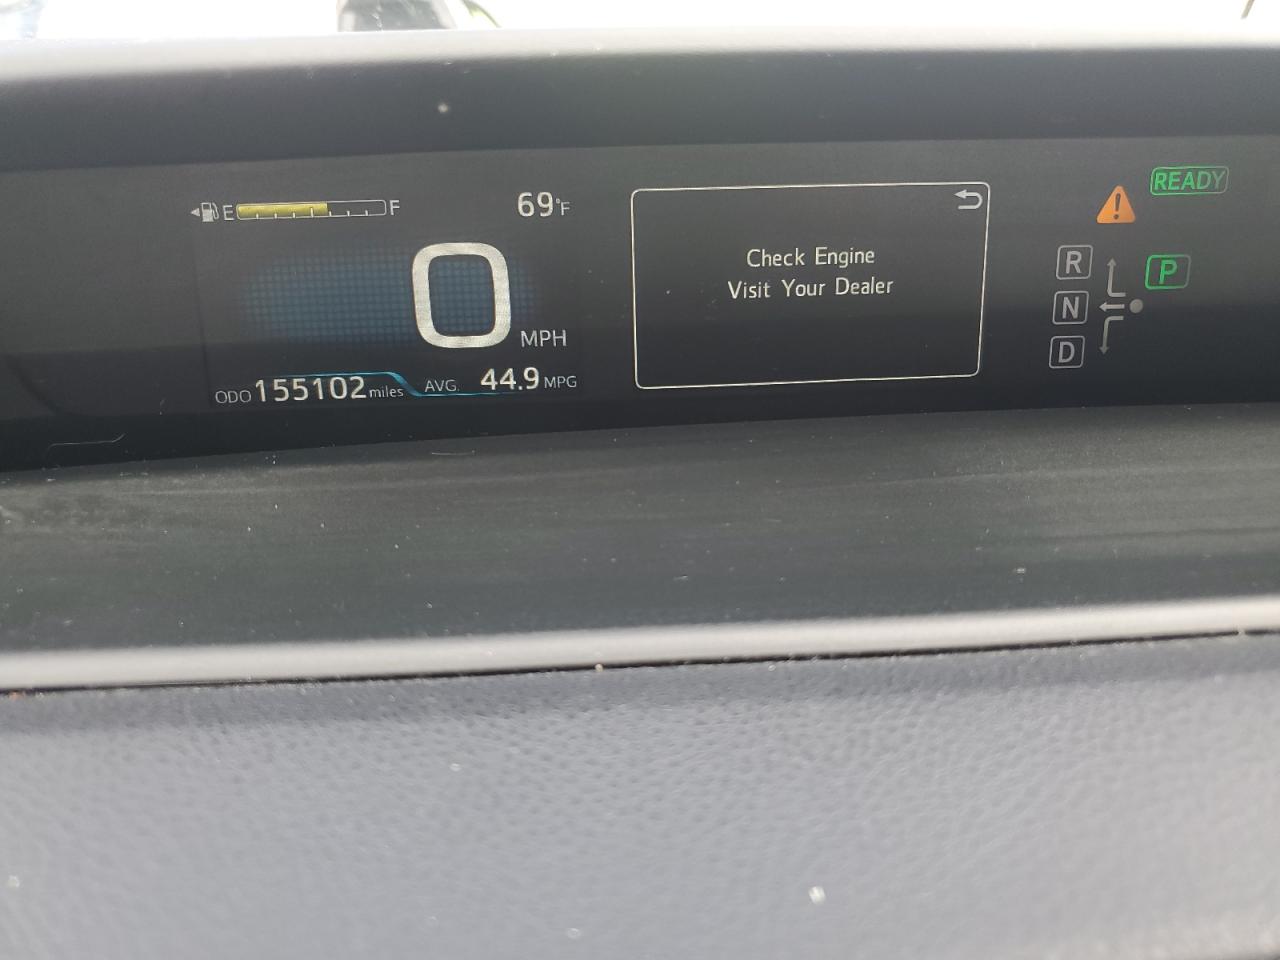 E F 69°F
0 MPH
ODO 155102 miles AVG. 44.9 MPG
Check Engine
Visit Your Dealer
READY
R P
N
D